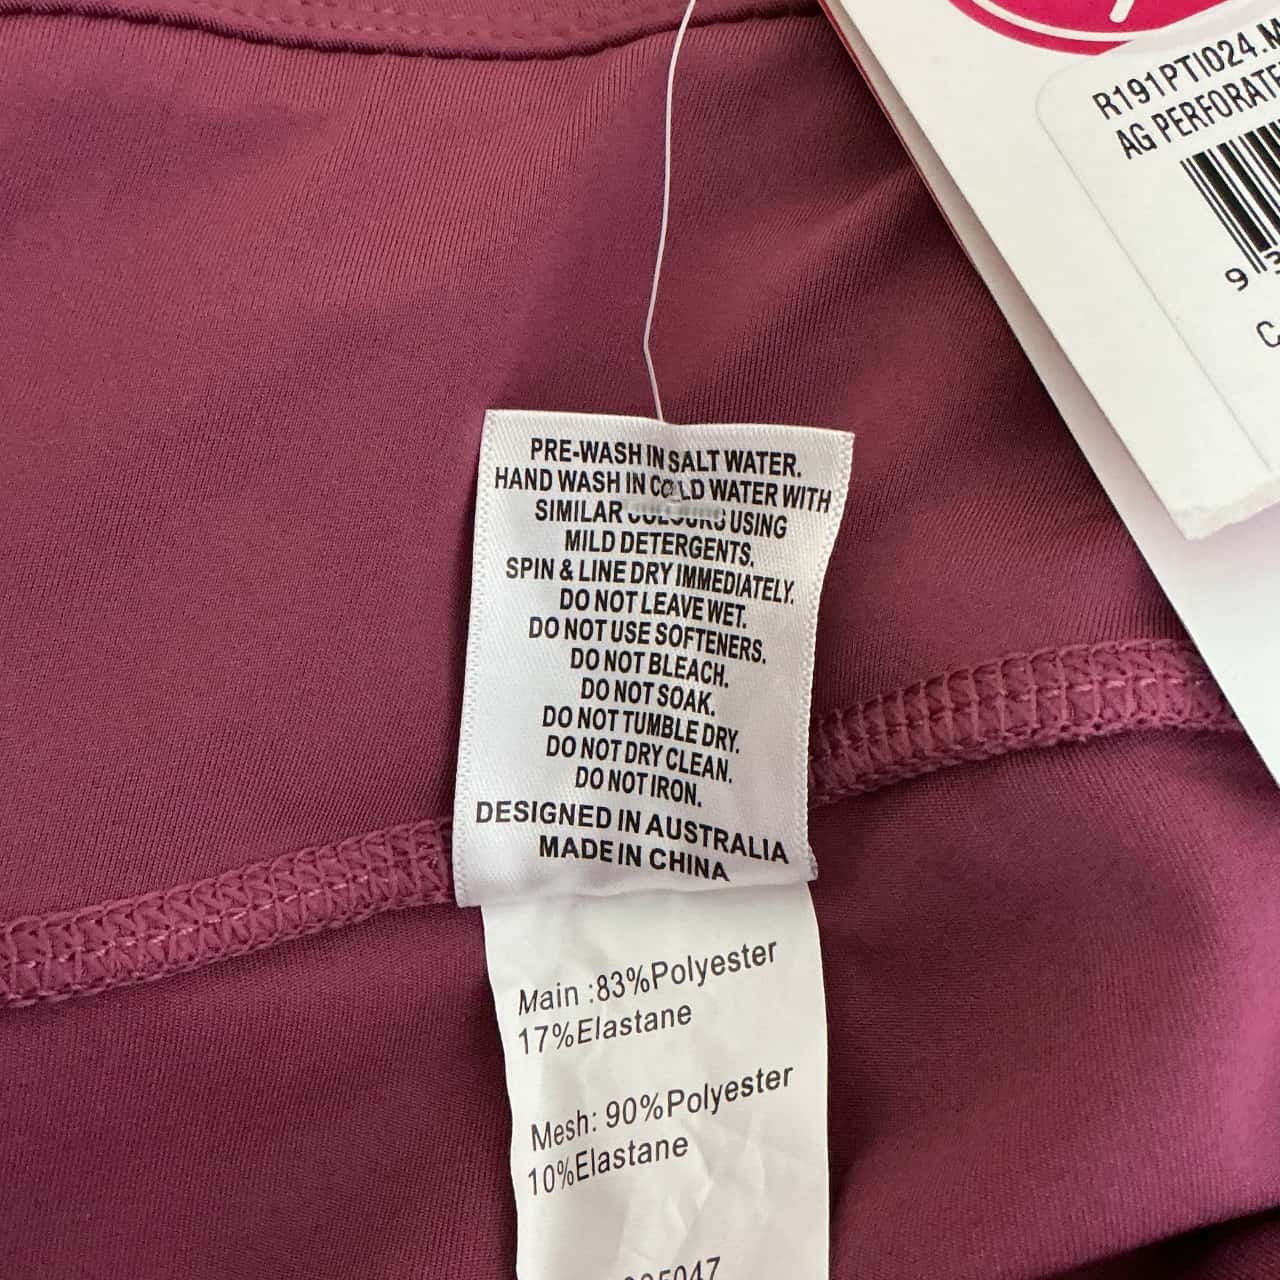 R191PTI024.M
AG PERFORATE
9 3
C
PRE-WASH IN SALT WATER.
HAND WASH IN COLD WATER WITH
SIMILAR COLOURS USING
MILD DETERGENTS.
SPIN & LINE DRY IMMEDIATELY.
DO NOT LEAVE WET.
DO NOT USE SOFTENERS.
DO NOT BLEACH.
DO NOT SOAK.
DO NOT TUMBLE DRY.
DO NOT DRY CLEAN.
DO NOT IRON.
DESIGNED IN AUSTRALIA
MADE IN CHINA
Main :83%Polyester
17%Elastane
Mesh: 90%Polyester
10%Elastane